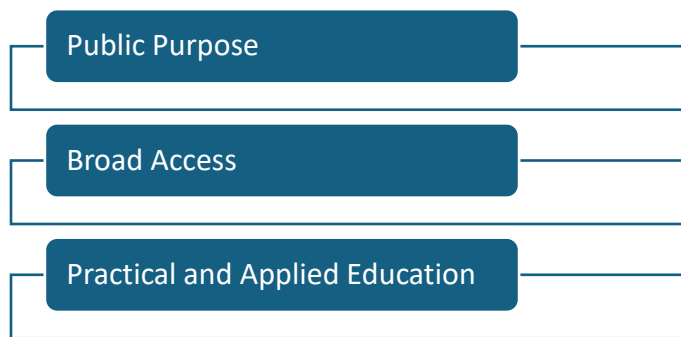 Public Purpose
Broad Access
Practical and Applied Education